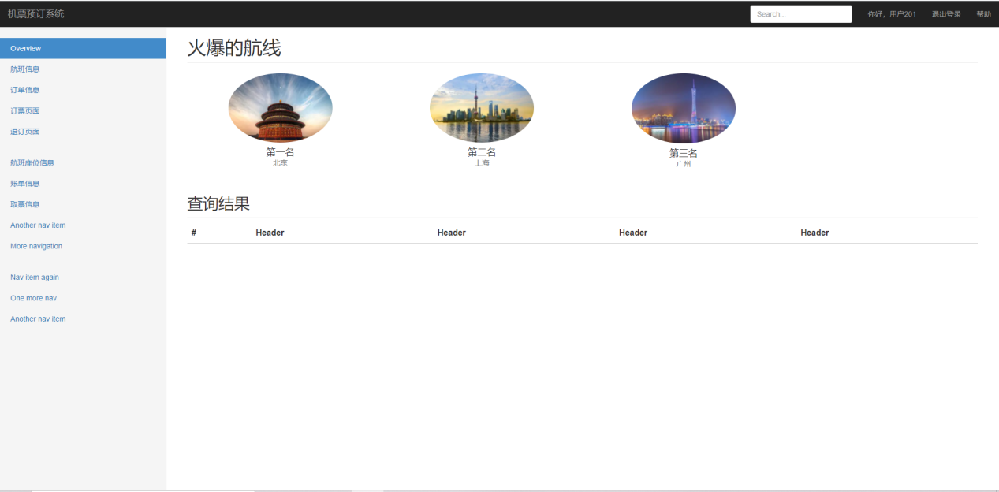 机票预订系统
Search...
你好，用户201
退出登录
帮助
Overview
航班信息
订单信息
订票页面
退订页面
航班座位信息
账单信息
取票信息
Another nav item
More navigation
Nav item again
One more nav
Another nav item
火爆的航线
第一名
北京
第二名
上海
第三名
广州
查询结果
# Header Header Header Header